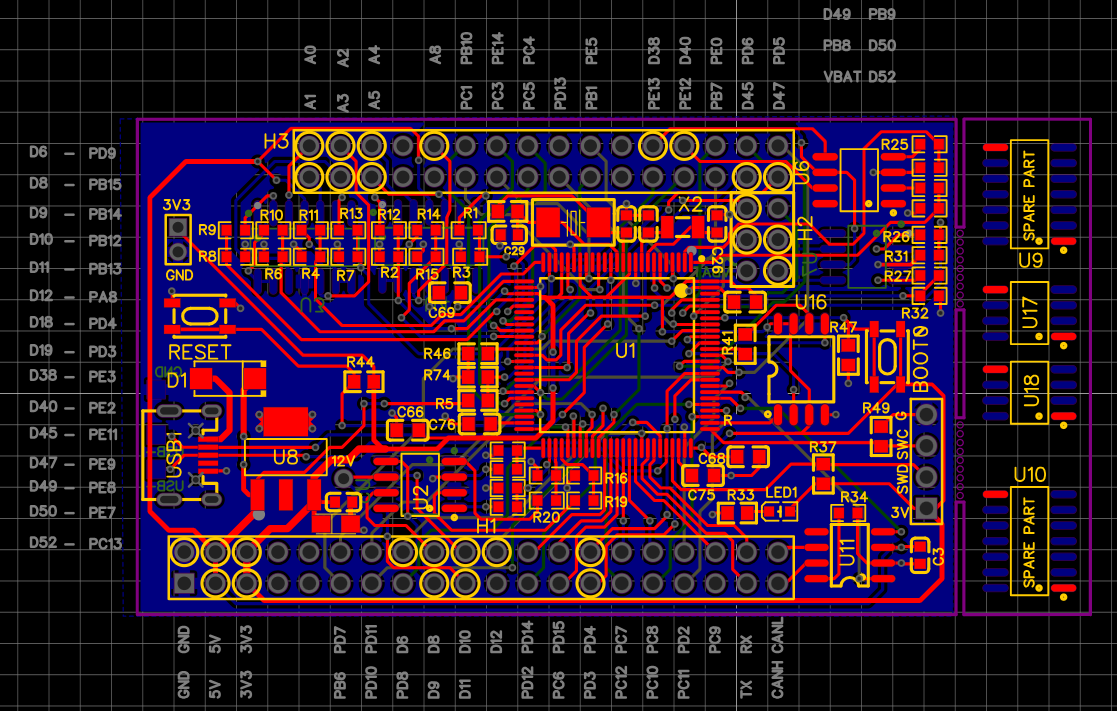 D49 PB9
PB8 D50
VBAT D52
A0 A2 A4 A8 PB10 PE14 PC4 PE5 D38 D40 PE0 PD6 PD5
A1 A3 A5 PC1 PC3 PC5 PD13 PB1 PE13 PE12 PB7 D45 D47
D6 — PD9
D8 — PB15
D9 — PB14
D10 — PB12
D11 — PB13
D12 — PA8
D18 — PD4
D19 — PD3
D38 — PE3
D40 — PE2
D45 — PE11
D47 — PE9
D49 — PE8
D50 — PE7
D52 — PC13
H3
U6
R25
3V3
R9 R10 R11 R13 R12 R14 R1
X2
H2
R26
R31
R27
R8 R6 R4 R7 R2 R15 R3
C29
C26
GND
C69
U16
R32
RESET
R46
R41
R47
BOOT0
U1
D1
R44
R74
R5
C66
C76
R49
USB1
U8
12V
U2
R16
R19
R20
H1
C68
C75
R37
R33
LED1
R34
G
SWC
SWD
3V
U11
C3
SPARE PART
U9
U17
U18
U10
SPARE PART
GND 5V 3V3 PD7 PD11 D6 D8 D10 D12 PD14 PD15 PD4 PC7 PC8 PD2 PC9 RX CANL
GND 5V 3V3 PB6 PD10 PD8 D9 D11 PD12 PC6 PD3 PC12 PC10 PC11 TX CANH